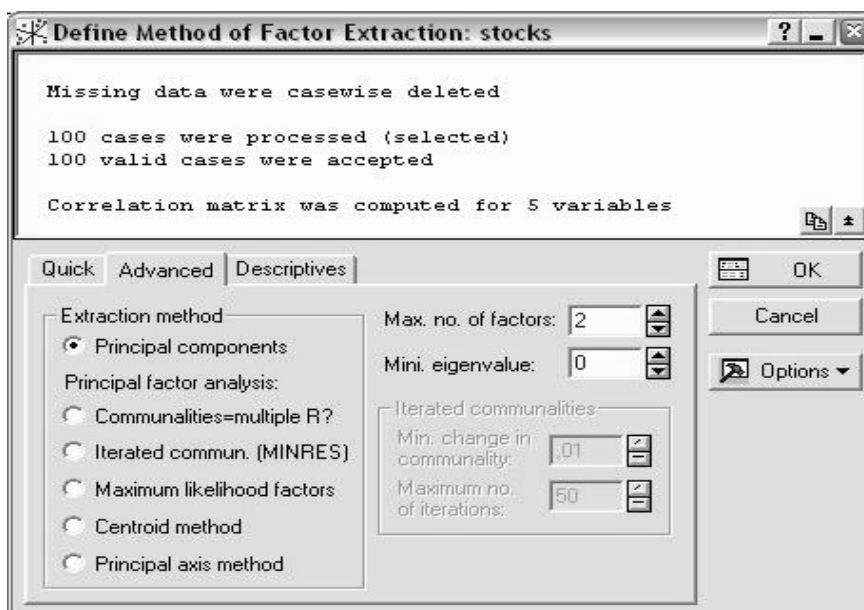 Define Method of Factor Extraction: stocks
Missing data were casewise deleted
100 cases were processed (selected)
100 valid cases were accepted
Correlation matrix was computed for 5 variables
Quick Advanced Descriptives
Extraction method
Principal components
Principal factor analysis:
Communalities=multiple R?
Iterated commun. (MINRES)
Maximum likelihood factors
Centroid method
Principal axis method
Max. no. of factors: 2
Mini. eigenvalue: 0
Iterated communalities
Min. change in
communality: ,01
Maximum no.
of iterations: 50
OK
Cancel
Options